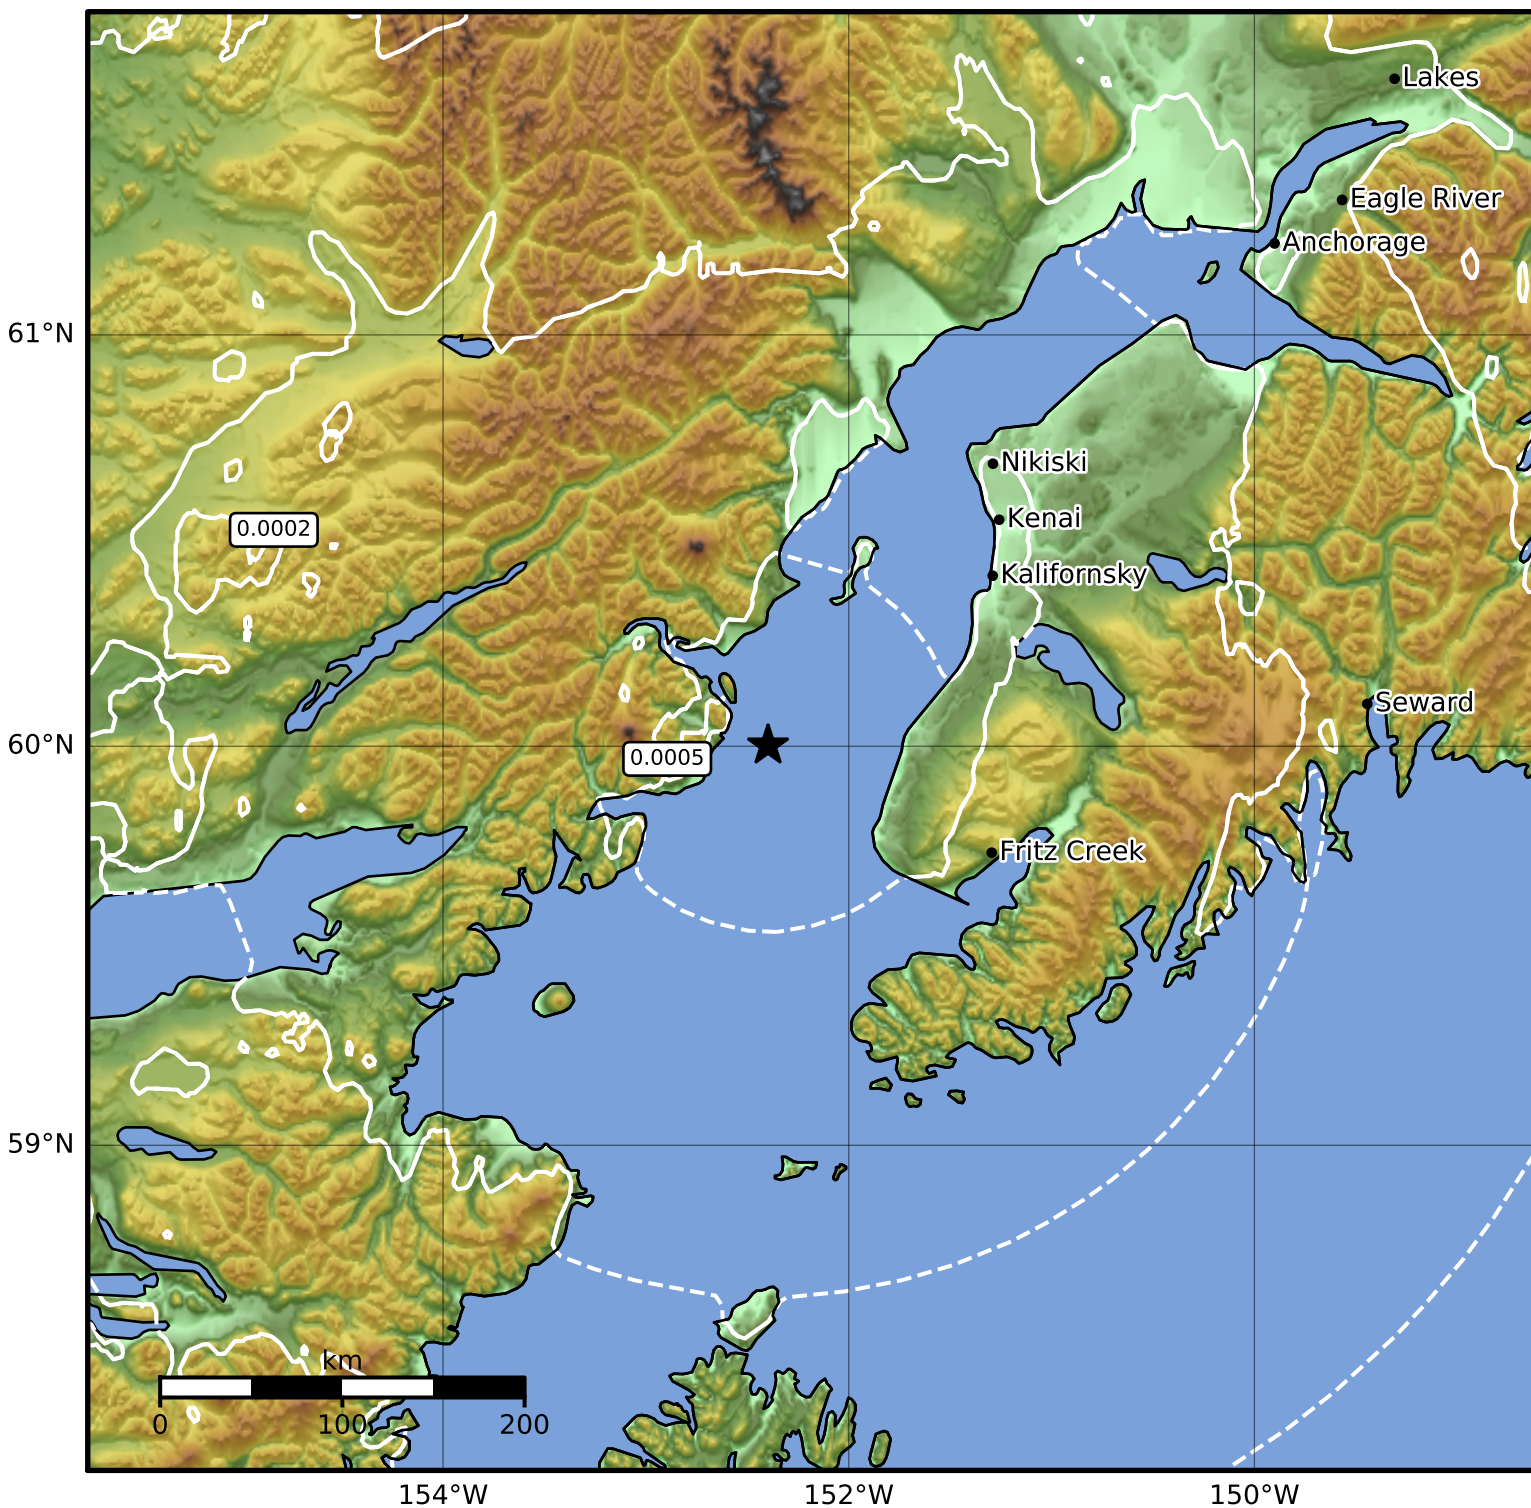 Lakes
Eagle River
Anchorage
61°N
Nikiski
Kenai
0.0002
Kalifornsky
Seward
60°N
0.0005
Fritz Creek
59°N
km
0
100
200
154°W
152°W
150°W